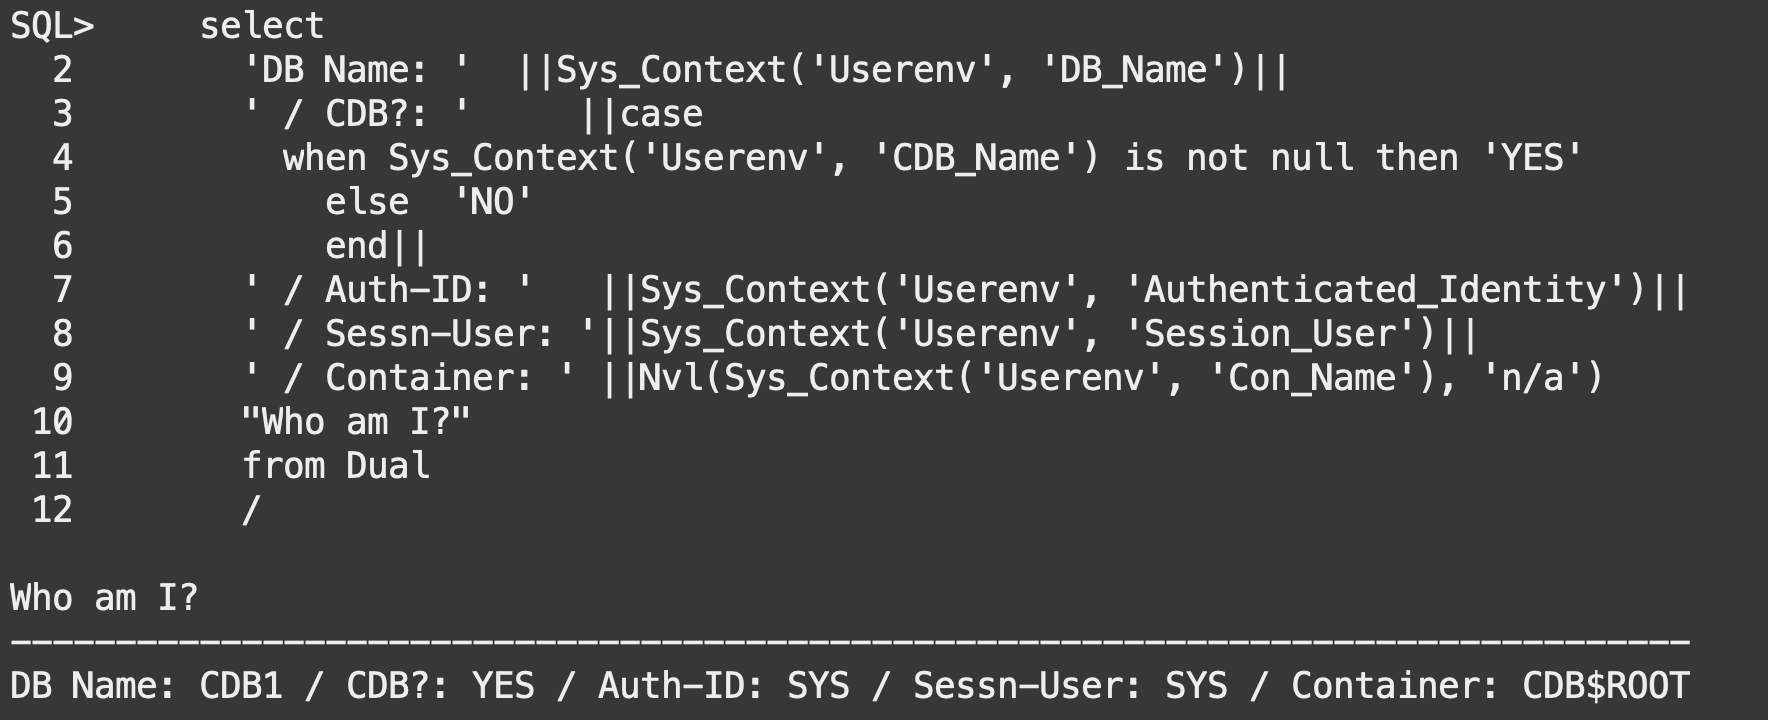 SQL>     select
  2        'DB Name: '  ||Sys_Context('Userenv', 'DB_Name')||
  3        ' / CDB?: '     ||case
  4          when Sys_Context('Userenv', 'CDB_Name') is not null then 'YES'
  5            else  'NO'
  6            end||
  7        ' / Auth-ID: '   ||Sys_Context('Userenv', 'Authenticated_Identity')||
  8        ' / Sessn-User: '||Sys_Context('Userenv', 'Session_User')||
  9        ' / Container: ' ||Nvl(Sys_Context('Userenv', 'Con_Name'), 'n/a')
 10        "Who am I?"
 11        from Dual
 12        /
Who am I?
--------------------------------------------------------------------------------
DB Name: CDB1 / CDB?: YES / Auth-ID: SYS / Sessn-User: SYS / Container: CDB$ROOT